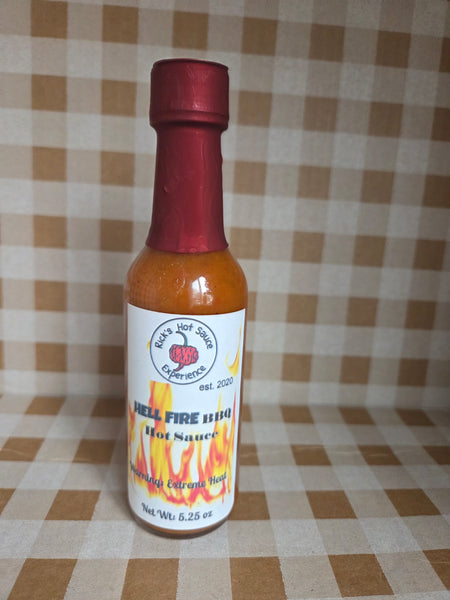 Rick's Hot Sauce
Experience
est. 2020
HELL FIRE BBQ
Hot Sauce
Warning: Extreme Heat
Net Wt: 5.25 oz